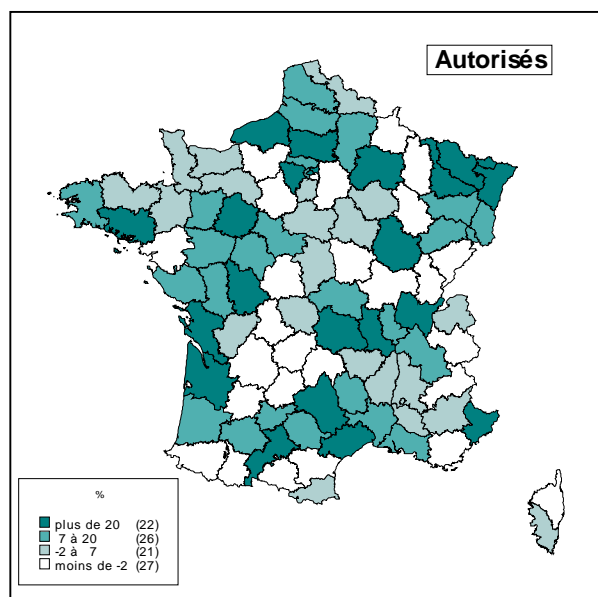 Autorisés
%
plus de 20 (22)
7 à 20 (26)
-2 à 7 (21)
moins de -2 (27)